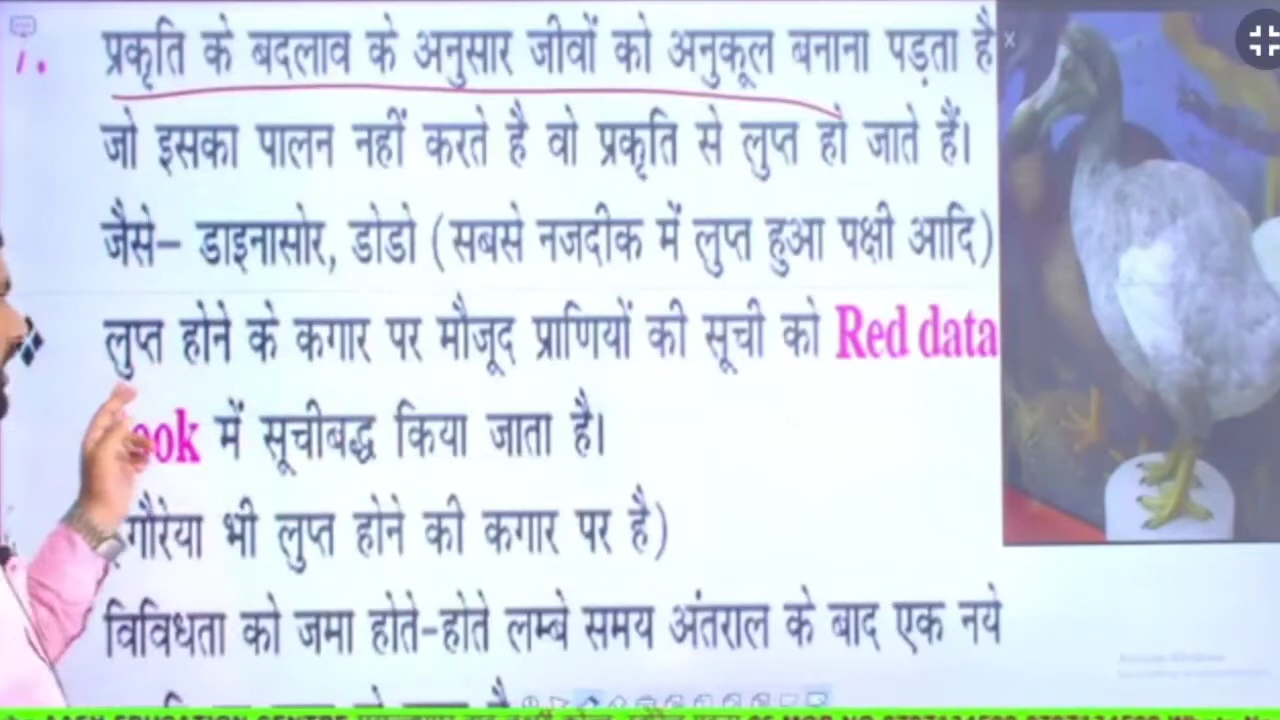 1.
प्रकृति के बदलाव के अनुसार जीवों को अनुकूल बनाना पड़ता है
जो इसका पालन नहीं करते है वो प्रकृति से लुप्त हो जाते हैं।
जैसे– डाइनासोर, डोडो (सबसे नजदीक में लुप्त हुआ पक्षी आदि)
लुप्त होने के कगार पर मौजूद प्राणियों की सूची को Red data
में सूचीबद्ध किया जाता है।
गौरेया भी लुप्त होने की कगार पर है)
विविधता को जमा होते-होते लम्बे समय अंतराल के बाद एक नये